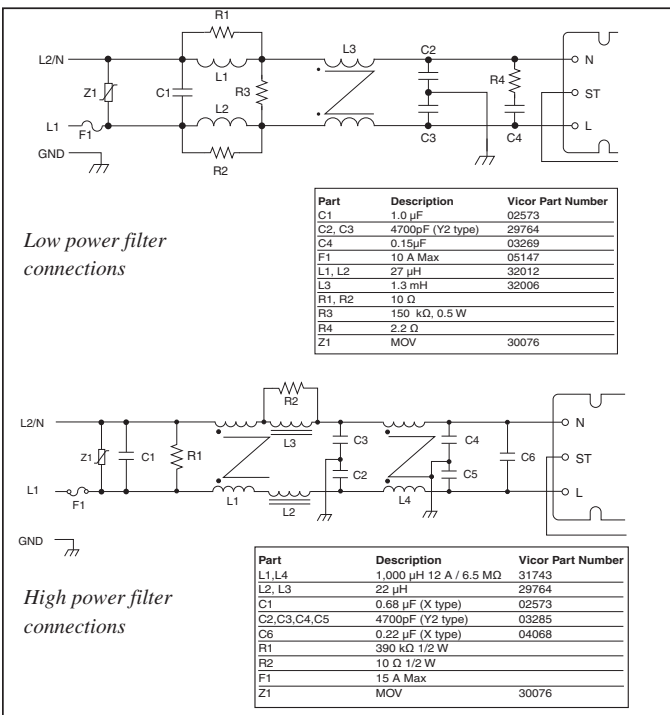 R1
L2/N
L1
L3
C2
N
Z1
C1
R3
R4
ST
L2
L1
F1
C3
C4
L
GND
R2
Low power filter
connections
Part Description Vicor Part Number
C1 1.0 µF 02573
C2, C3 4700pF (Y2 type) 29764
C4 0.15µF 03269
F1 10 A Max 05147
L1, L2 27 µH 32012
L3 1.3 mH 32006
R1, R2 10 Ω
R3 150 kΩ, 0.5 W
R4 2.2 Ω
Z1 MOV 30076
R2
L2/N
N
L3
C3
C4
Z1
C1
R1
C6
ST
C2
C5
L1
F1
L1
L2
L4
L
GND
High power filter
connections
Part Description Vicor Part Number
L1,L4 1,000 µH 12 A / 6.5 MΩ 31743
L2, L3 22 µH 29764
C1 0.68 µF (X type) 02573
C2,C3,C4,C5 4700pF (Y2 type) 03285
C6 0.22 µF (X type) 04068
R1 390 kΩ 1/2 W
R2 10 Ω 1/2 W
F1 15 A Max
Z1 MOV 30076